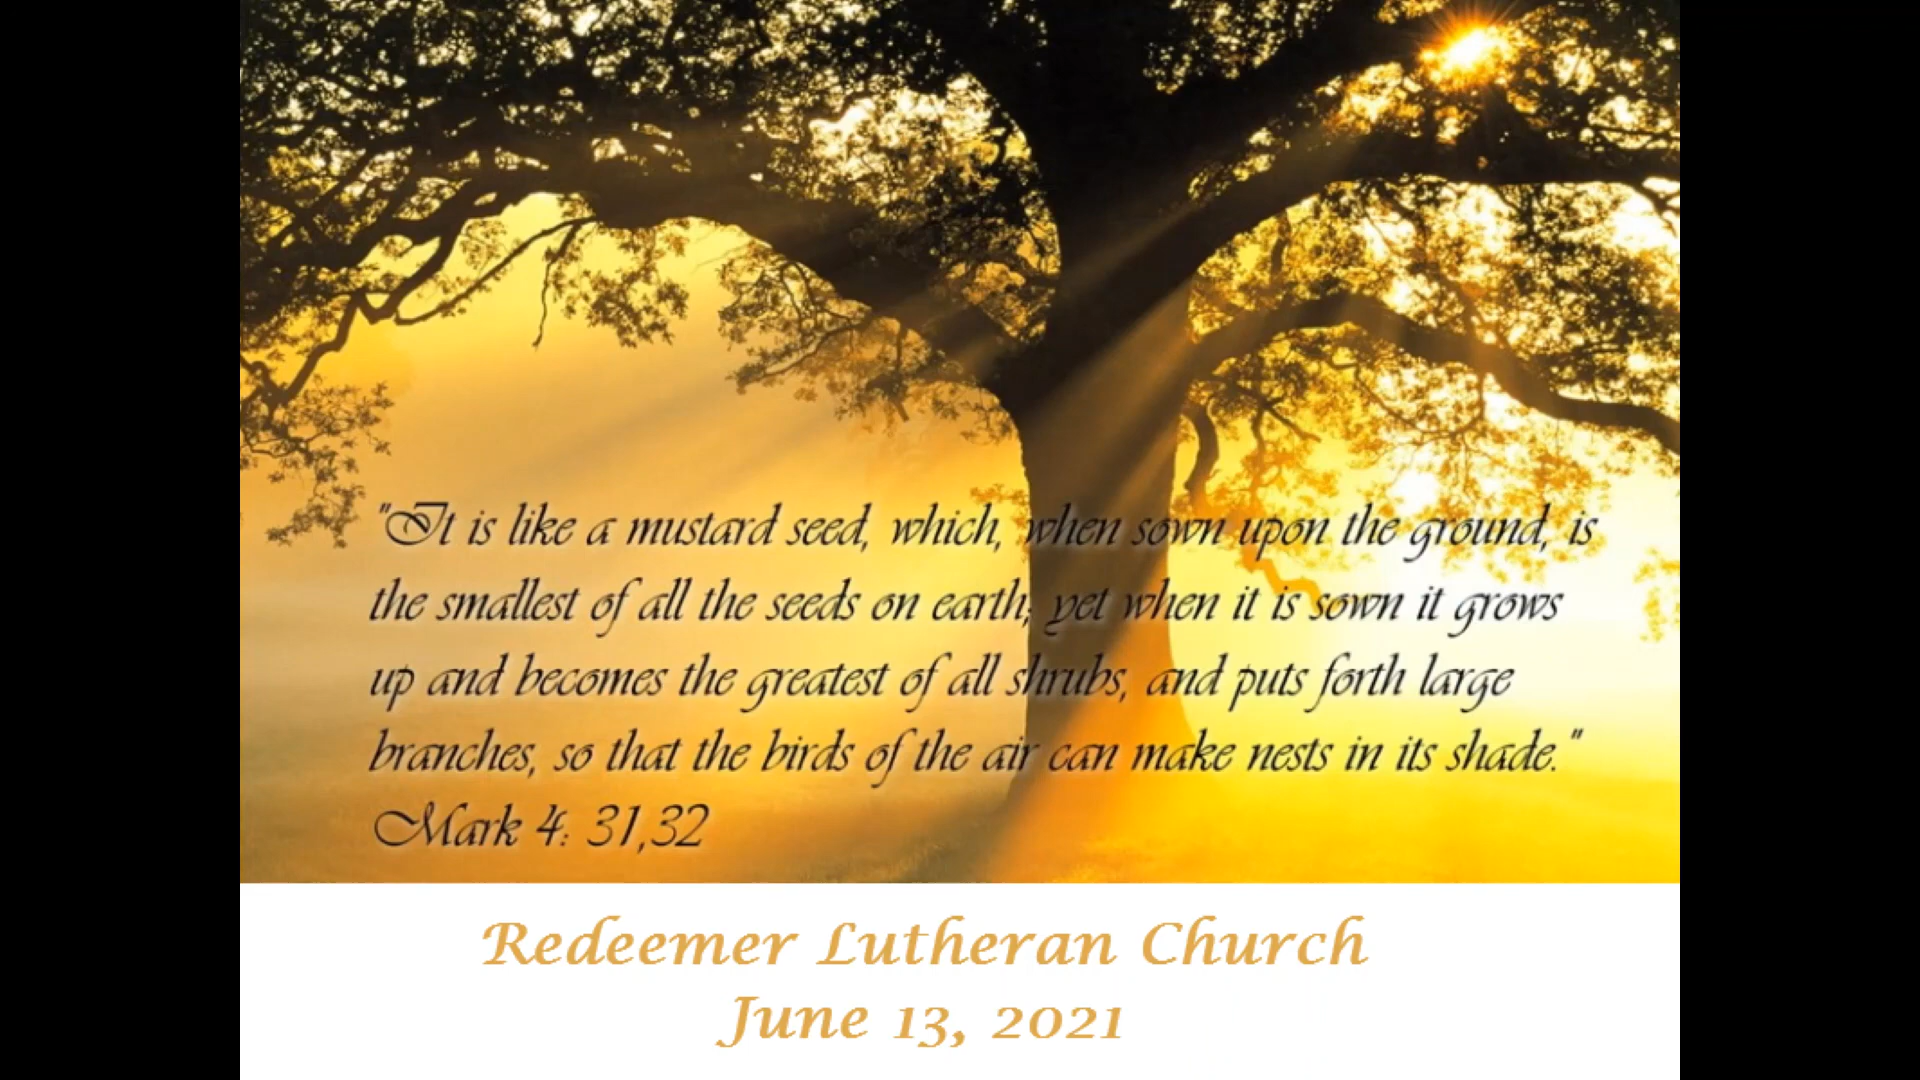 "It is like a mustard seed, which, when sown upon the ground, is
the smallest of all the seeds on earth; yet when it is sown it grows
up and becomes the greatest of all shrubs, and puts forth large
branches, so that the birds of the air can make nests in its shade."
Mark 4: 31,32
Redeemer Lutheran Church
June 13, 2021